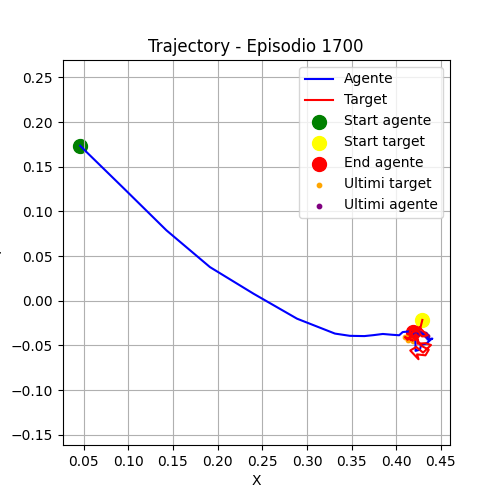 Trajectory - Episodio 1700
Agente
Target
Start agente
Start target
End agente
Ultimi target
Ultimi agente
0.25
0.20
0.15
0.10
0.05
0.00
−0.05
−0.10
−0.15
0.05 0.10 0.15 0.20 0.25 0.30 0.35 0.40 0.45
X